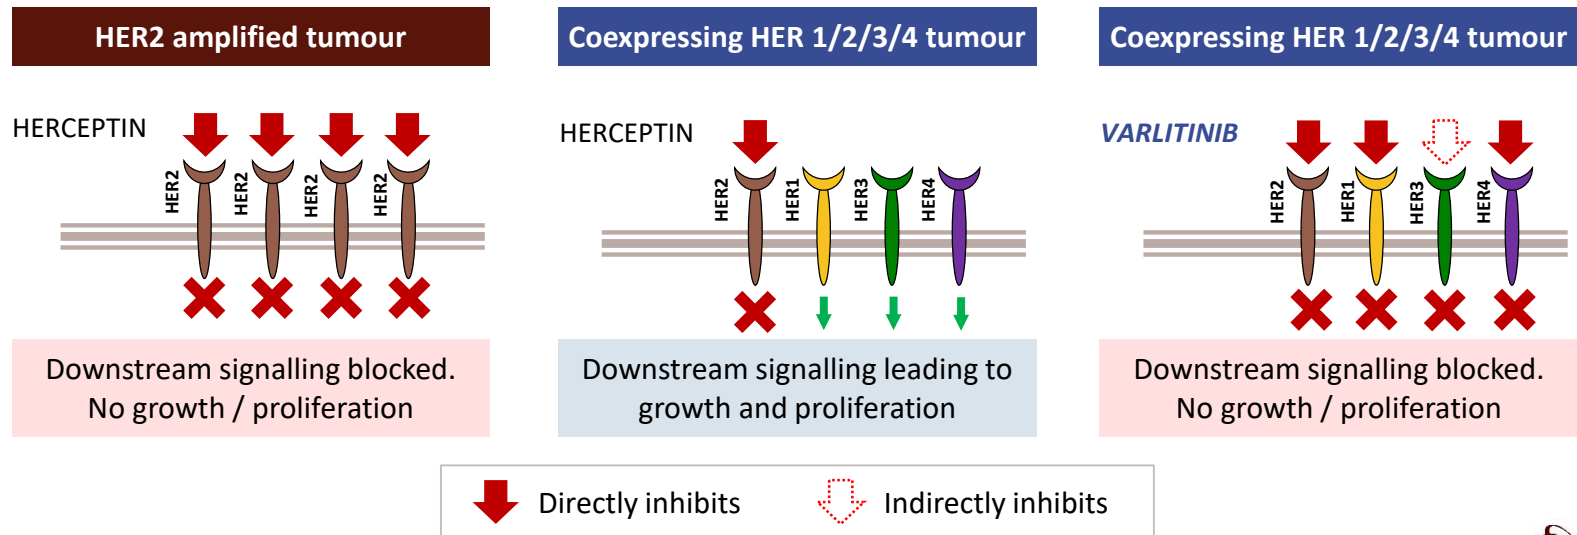 HER2 amplified tumour
HERCEPTIN
HER2
HER2
HER2
HER2
Downstream signalling blocked.
No growth / proliferation
Coexpressing HER 1/2/3/4 tumour
HERCEPTIN
HER2
HER1
HER3
HER4
Downstream signalling leading to
growth and proliferation
Coexpressing HER 1/2/3/4 tumour
VARLITINIB
HER2
HER1
HER3
HER4
Downstream signalling blocked.
No growth / proliferation
Directly inhibits
Indirectly inhibits